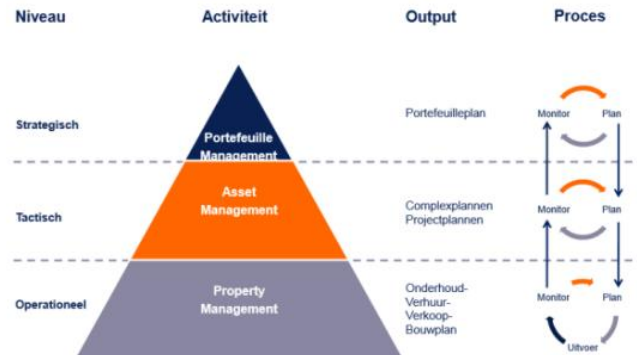 Niveau Activiteit Output Proces
Strategisch
Portefeuille
Management
Portefeuilleplan
Monitor Plan
Tactisch
Asset
Management
Complexplannen
Projectplannen
Monitor Plan
Operationeel
Property
Management
Onderhoud-
Verhuur-
Verkoop-
Bouwplan
Monitor Plan
Uitvoer